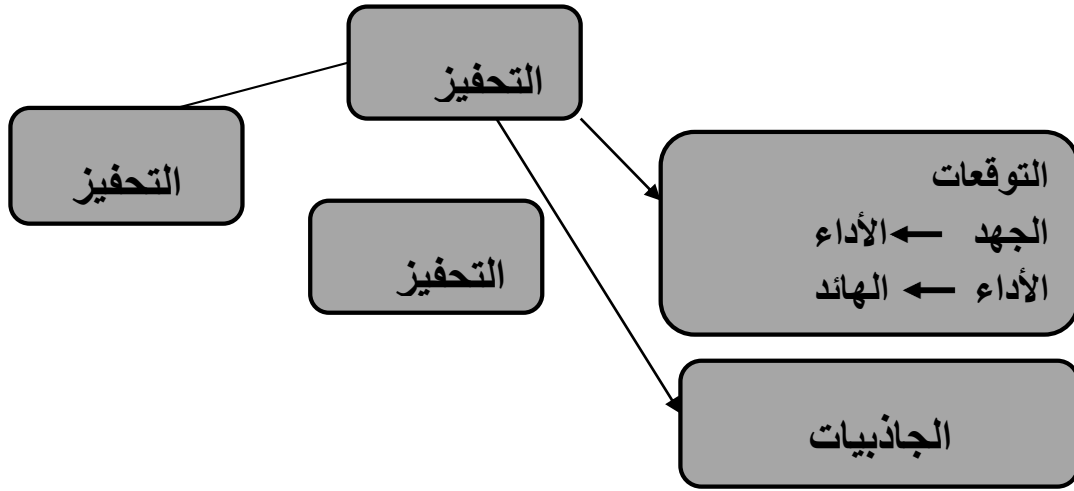 التحفيز
التحفيز
التحفيز
التوقعات
الجهد ← الأداء
الأداء ← الهائد
الجاذبيات